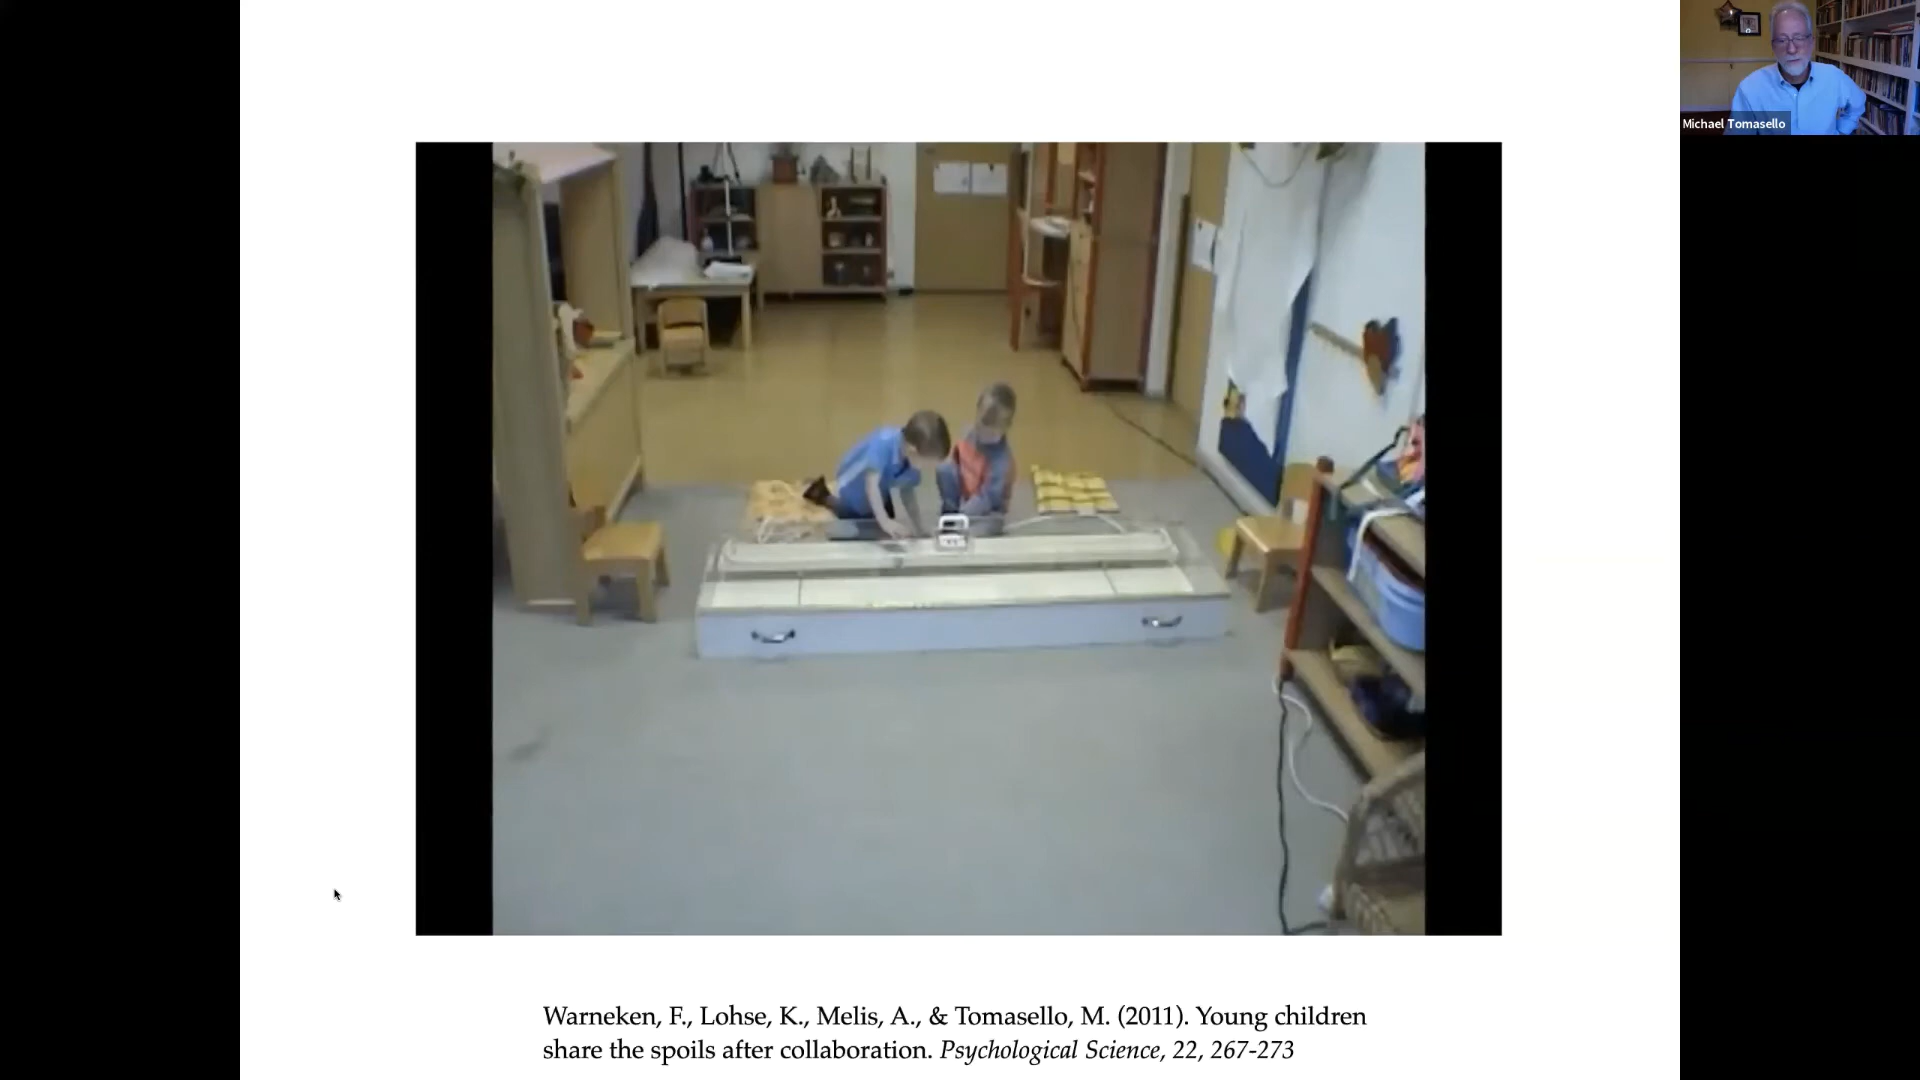 Michael Tomasello
Warneken, F., Lohse, K., Melis, A., & Tomasello, M. (2011). Young children
share the spoils after collaboration. Psychological Science, 22, 267-273